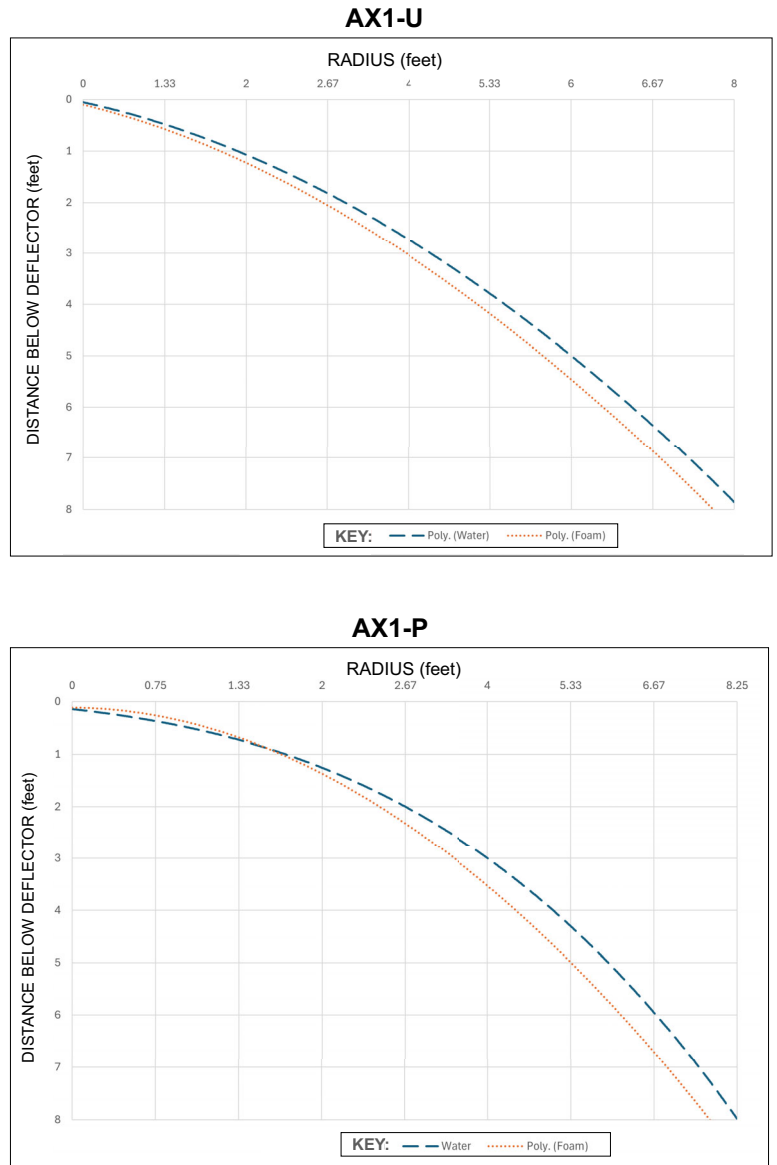 AX1-U
RADIUS (feet)
0 1.33 2 2.67 4 5.33 6 6.67 8
DISTANCE BELOW DEFLECTOR (feet)
0
1
2
3
4
5
6
7
8
KEY: Poly. (Water) Poly. (Foam)
AX1-P
RADIUS (feet)
0 0.75 1.33 2 2.67 4 5.33 6.67 8.25
DISTANCE BELOW DEFLECTOR (feet)
0
1
2
3
4
5
6
7
8
KEY: Water Poly. (Foam)